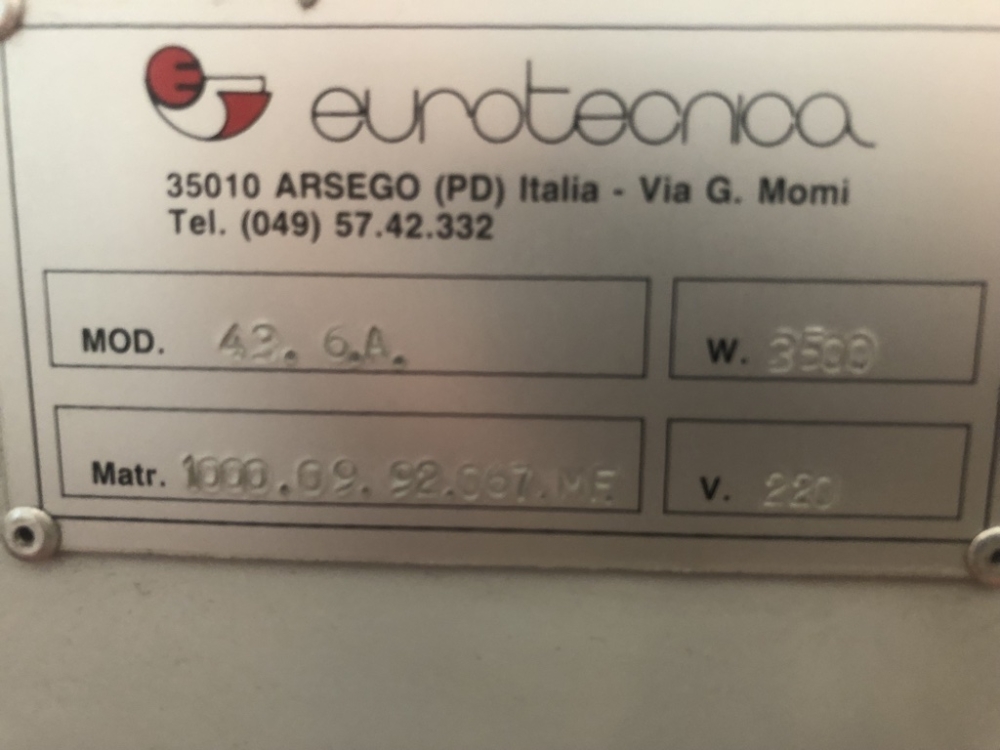 eurotecnica
35010 ARSEGO (PD) Italia - Via G. Momi
Tel. (049) 57.42.332
MOD. 42. 6.A.
W. 3500
Matr. 1000.09.92.067.MF
V. 220